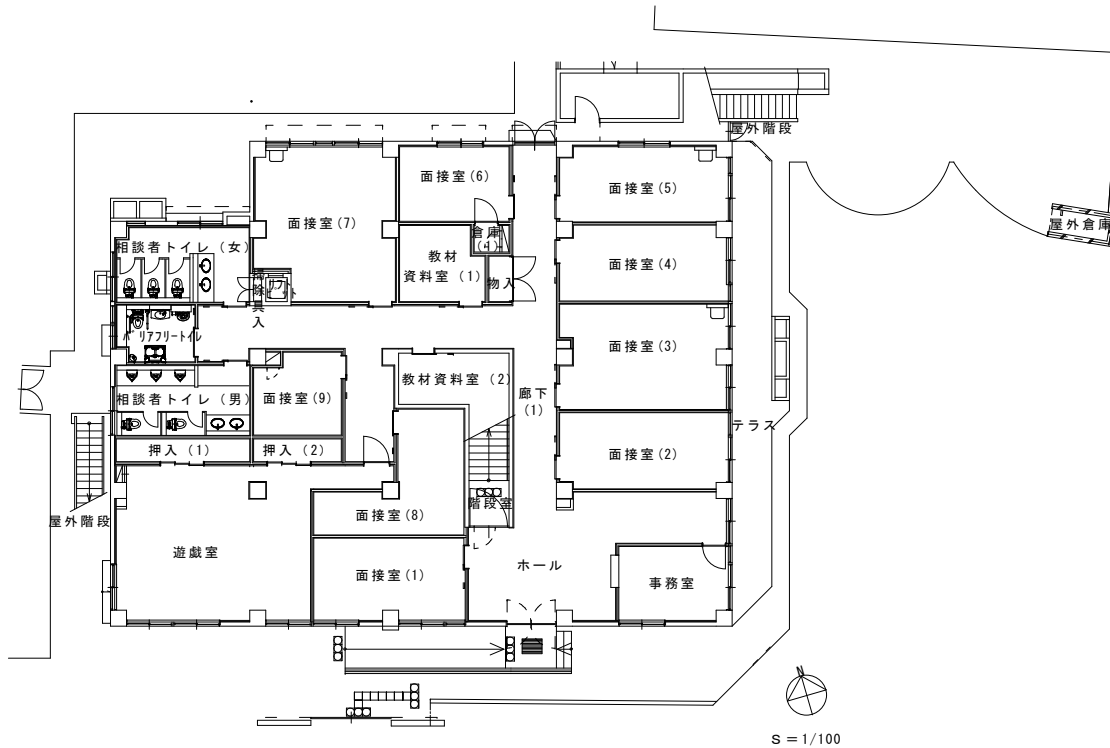 屋外階段
面接室(6)
面接室(5)
面接室(7)
屋外倉庫
倉庫
(1)
相談者トイレ(女)
教材
資料室(1)
面接室(4)
物入
掃除具入
バリアフリートイレ
面接室(3)
教材資料室(2)
廊下
(1)
相談者トイレ(男)
面接室(9)
テラス
押入(1)
押入(2)
面接室(2)
階段室
屋外階段
面接室(8)
遊戯室
ホール
面接室(1)
事務室
N
S=1/100